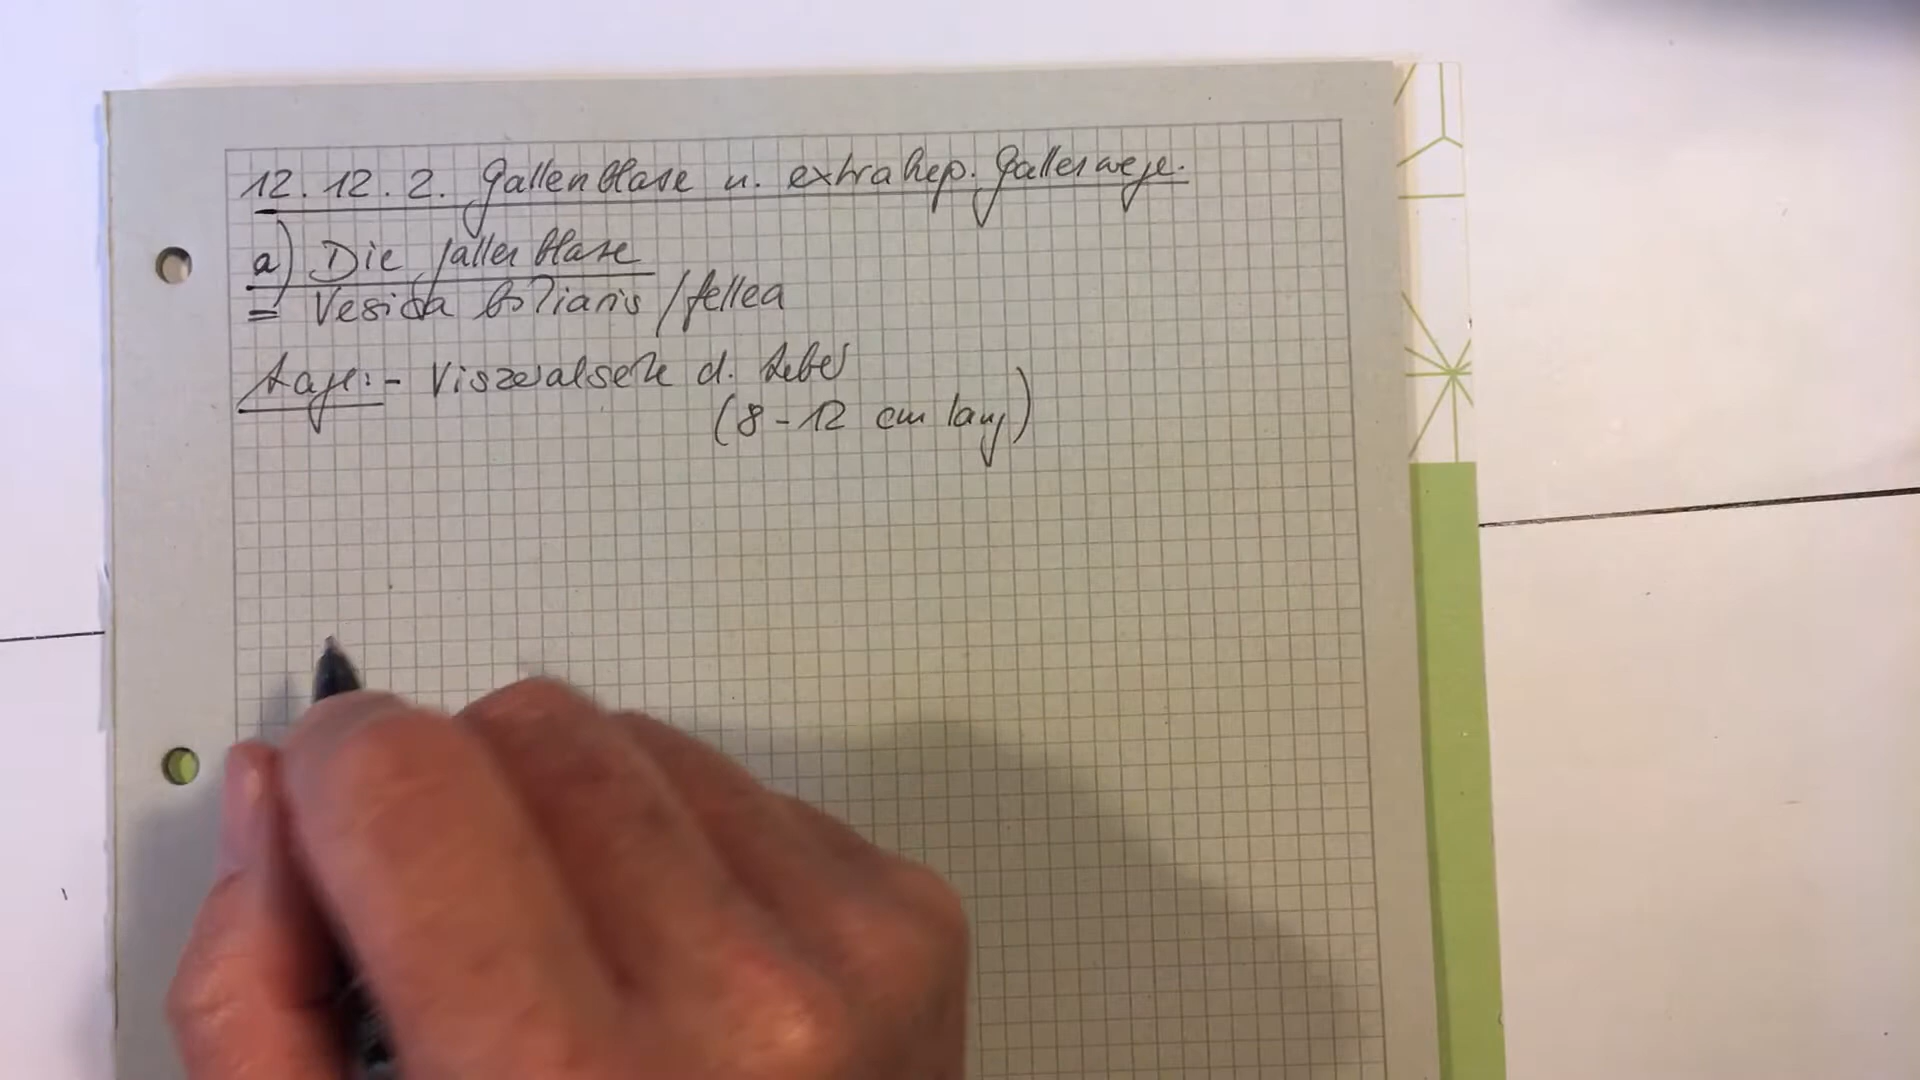 12.12.2. Gallenblase u. extrahep. Gallenwege.
a) Die Gallenblase
= Vesica biliaris / fellea
Lage: - Viszeralseite d. Leber
(8-12 cm lang)